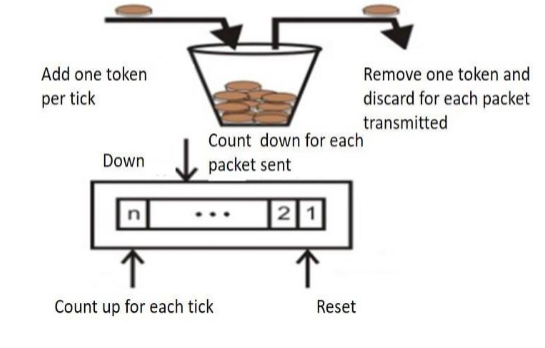 Add one token
per tick
Remove one token and
discard for each packet
transmitted
Count down for each
packet sent
Down
n ... 2 1
Count up for each tick
Reset